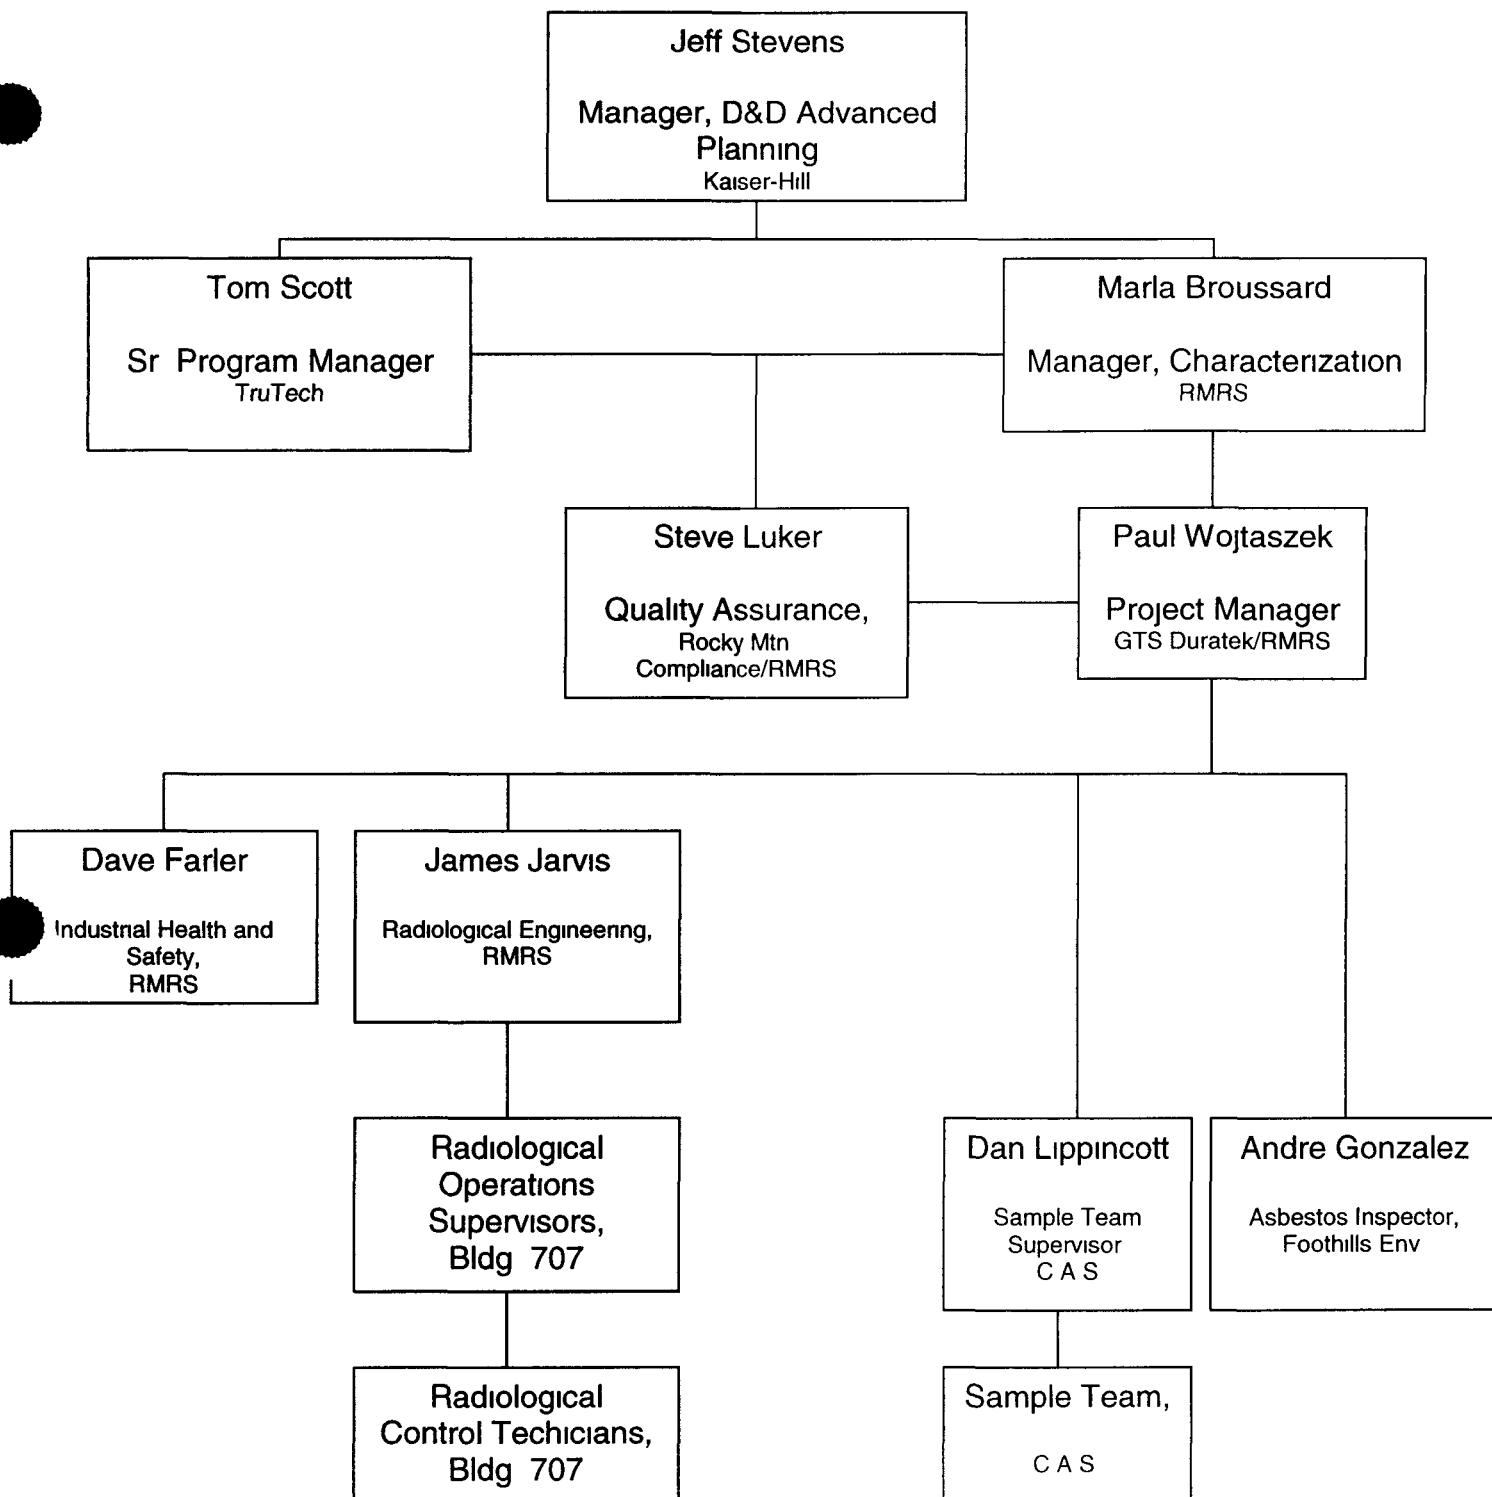 Jeff Stevens
Manager, D&D Advanced
Planning
Kaiser-Hill
Tom Scott
Sr Program Manager
TruTech
Marla Broussard
Manager, Characterization
RMRS
Steve Luker
Quality Assurance,
Rocky Mtn
Compliance/RMRS
Paul Wojtaszek
Project Manager
GTS Duratek/RMRS
Dave Farler
Industrial Health and
Safety,
RMRS
James Jarvis
Radiological Engineering,
RMRS
Radiological
Operations
Supervisors,
Bldg 707
Dan Lippincott
Sample Team
Supervisor
C A S
Andre Gonzalez
Asbestos Inspector,
Foothills Env
Radiological
Control Techicians,
Bldg 707
Sample Team,
C A S